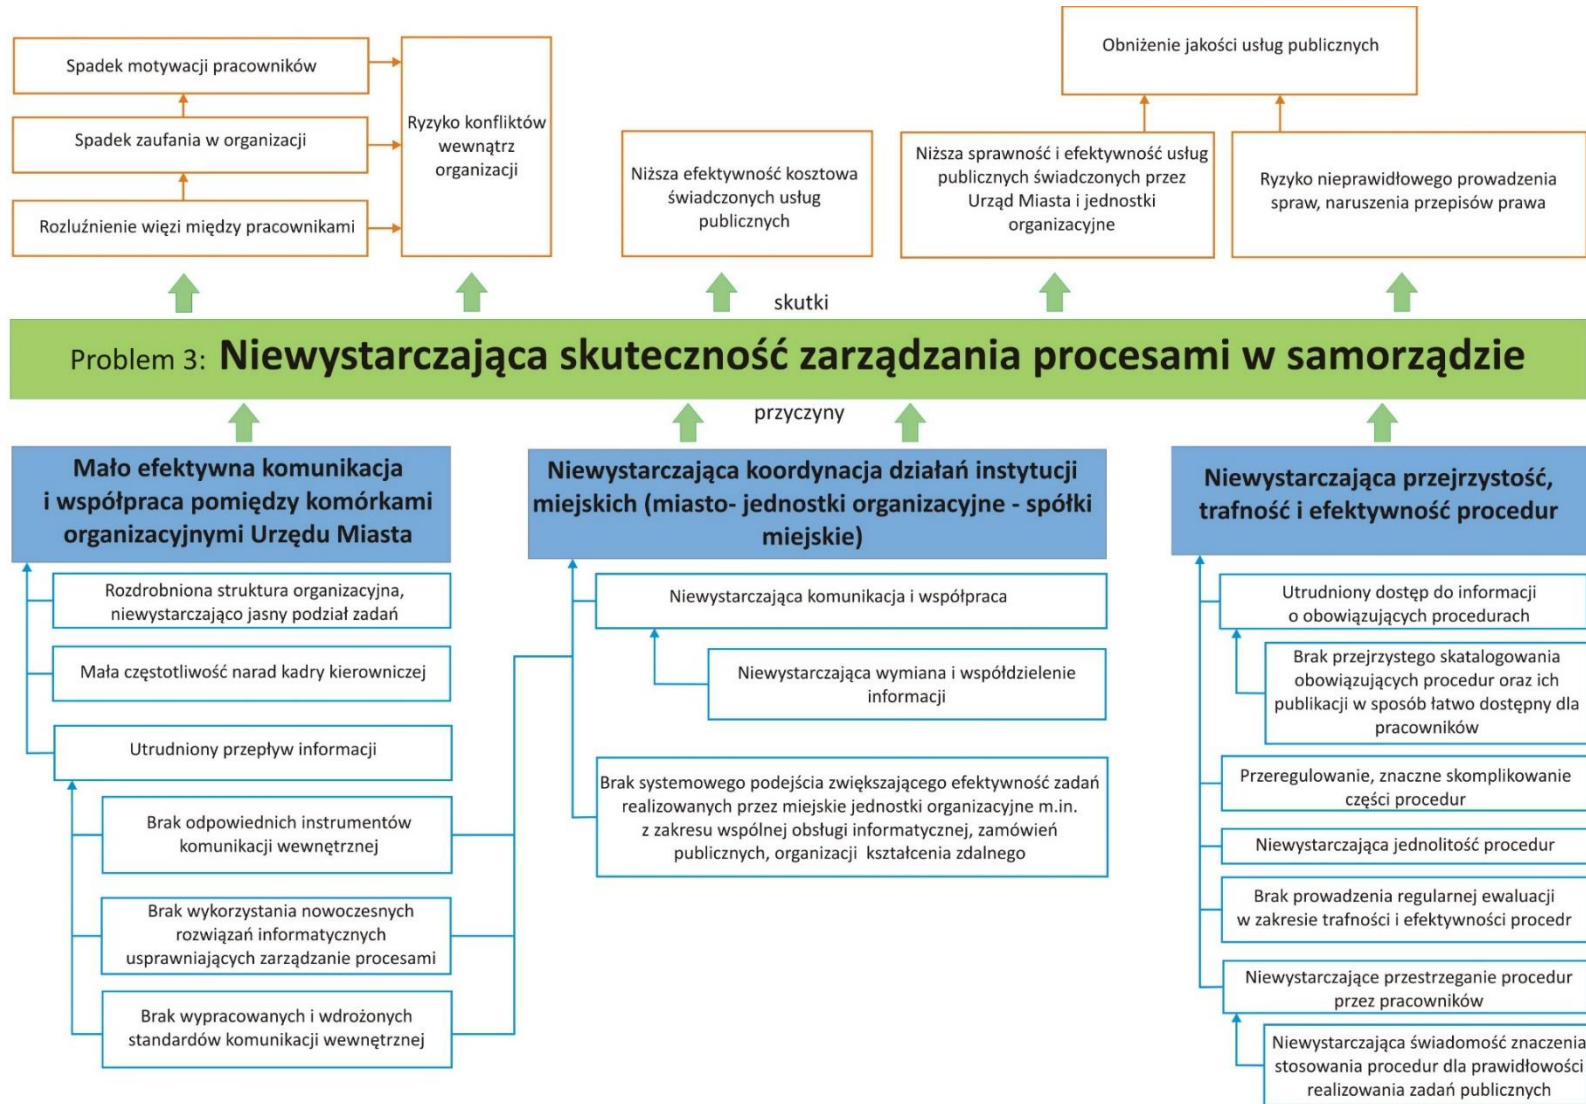 Obniżenie jakości usług publicznych
Spadek motywacji pracowników
Spadek zaufania w organizacji
Rozluźnienie więzi między pracownikami
Ryzyko konfliktów
wewnątrz
organizacji
Niższa efektywność kosztowa
świadczonych usług
publicznych
Niższa sprawność i efektywność usług
publicznych świadczonych przez
Urząd Miasta i jednostki
organizacyjne
Ryzyko nieprawidłowego prowadzenia
spraw, naruszenia przepisów prawa
skutki
Problem 3: Niewystarczająca skuteczność zarządzania procesami w samorządzie
przyczyny
Mało efektywna komunikacja
i współpraca pomiędzy komórkami
organizacyjnymi Urzędu Miasta
Rozdrobniona struktura organizacyjna,
niewystarczająco jasny podział zadań
Mała częstotliwość narad kadry kierowniczej
Utrudniony przepływ informacji
Brak odpowiednich instrumentów
komunikacji wewnętrznej
Brak wykorzystania nowoczesnych
rozwiązań informatycznych
usprawniających zarządzanie procesami
Brak wypracowanych i wdrożonych
standardów komunikacji wewnętrznej
Niewystarczająca koordynacja działań instytucji
miejskich (miasto- jednostki organizacyjne - spółki
miejskie)
Niewystarczająca komunikacja i współpraca
Niewystarczająca wymiana i współdzielenie
informacji
Brak systemowego podejścia zwiększającego efektywność zadań
realizowanych przez miejskie jednostki organizacyjne m.in.
z zakresu wspólnej obsługi informatycznej, zamówień
publicznych, organizacji kształcenia zdalnego
Niewystarczająca przejrzystość,
trafność i efektywność procedur
Utrudniony dostęp do informacji
o obowiązujących procedurach
Brak przejrzystego skatalogowania
obowiązujących procedur oraz ich
publikacji w sposób łatwo dostępny dla
pracowników
Przeregulowanie, znaczne skomplikowanie
części procedur
Niewystarczająca jednolitość procedur
Brak prowadzenia regularnej ewaluacji
w zakresie trafności i efektywności procedr
Niewystarczające przestrzeganie procedur
przez pracowników
Niewystarczająca świadomość znaczenia
stosowania procedur dla prawidłowości
realizowania zadań publicznych